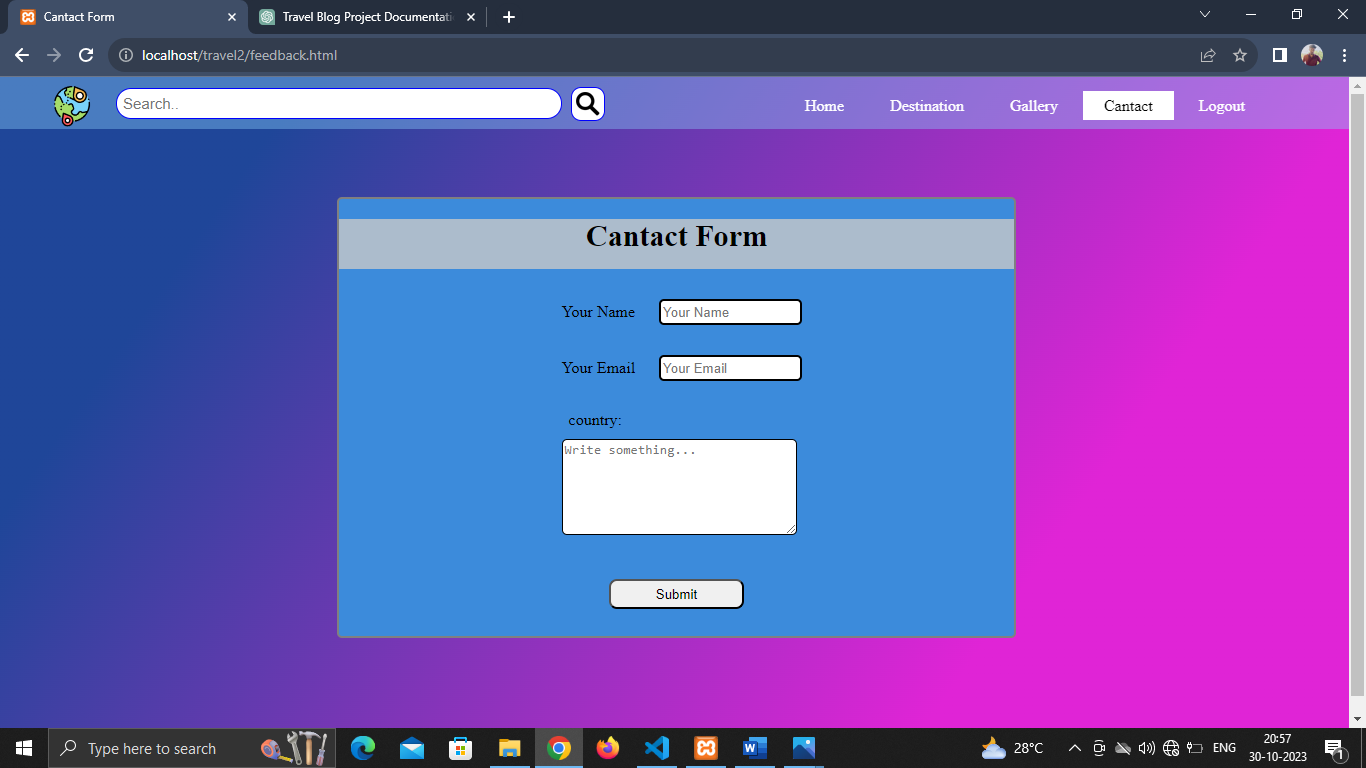 Cantact Form
Travel Blog Project Documentati
localhost/travel2/feedback.html
Search..
Home Destination Gallery Cantact Logout
Cantact Form
Your Name Your Name
Your Email Your Email
country:
Write something...
Submit
Type here to search
28°C
ENG
20:57
30-10-2023
1